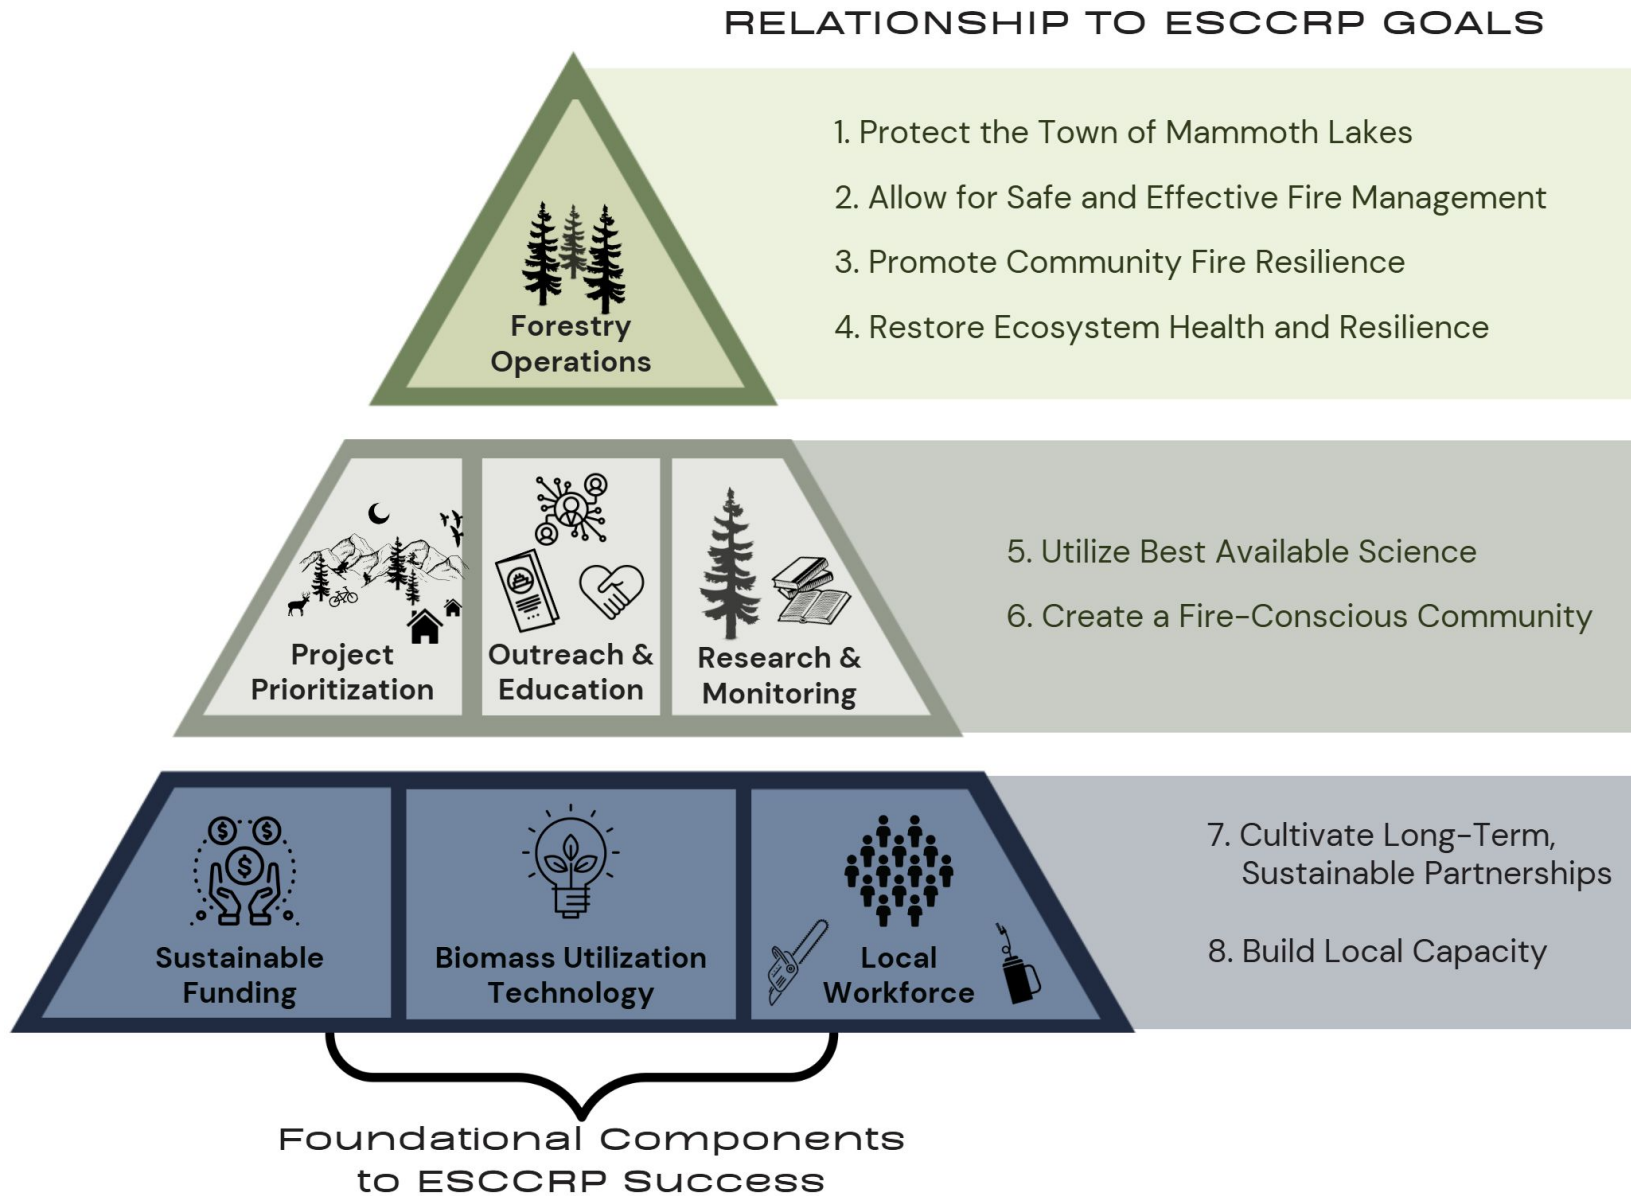 RELATIONSHIP TO ESCCRP GOALS
Forestry
Operations
1. Protect the Town of Mammoth Lakes
2. Allow for Safe and Effective Fire Management
3. Promote Community Fire Resilience
4. Restore Ecosystem Health and Resilience
Project
Prioritization
Outreach &
Education
Research &
Monitoring
5. Utilize Best Available Science
6. Create a Fire-Conscious Community
$ $
$
Sustainable
Funding
Biomass Utilization
Technology
Local
Workforce
7. Cultivate Long-Term,
Sustainable Partnerships
8. Build Local Capacity
Foundational Components
to ESCCRP Success